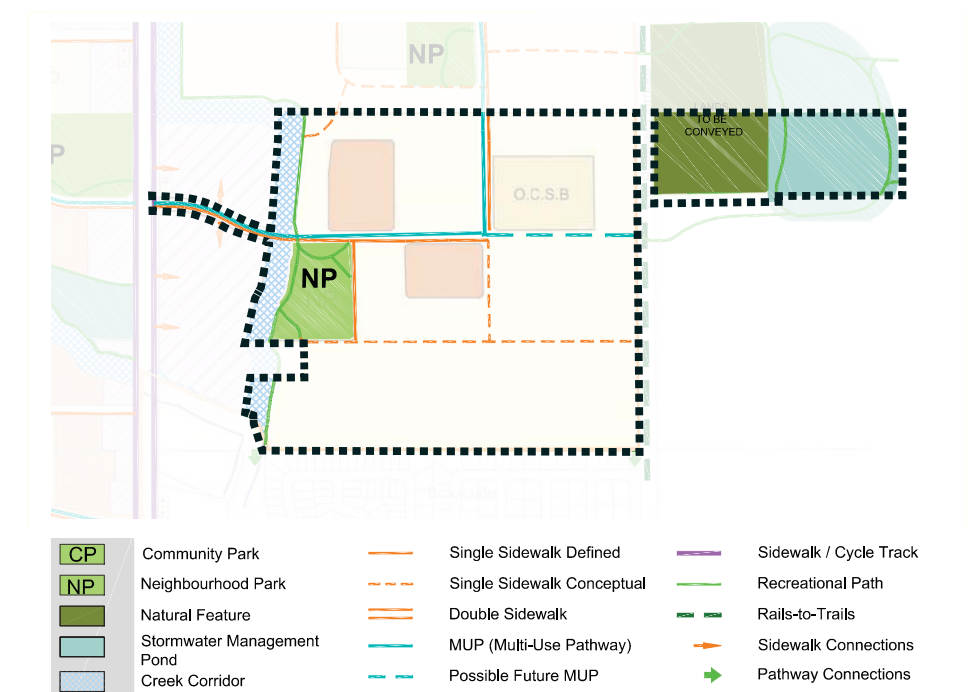 NP
LANDS
TO BE
CONVEYED
P
O.C.S.B
NP
CP Community Park
NP Neighbourhood Park
Natural Feature
Stormwater Management
Pond
Creek Corridor
Single Sidewalk Defined
Single Sidewalk Conceptual
Double Sidewalk
MUP (Multi-Use Pathway)
Possible Future MUP
Sidewalk / Cycle Track
Recreational Path
Rails-to-Trails
Sidewalk Connections
Pathway Connections